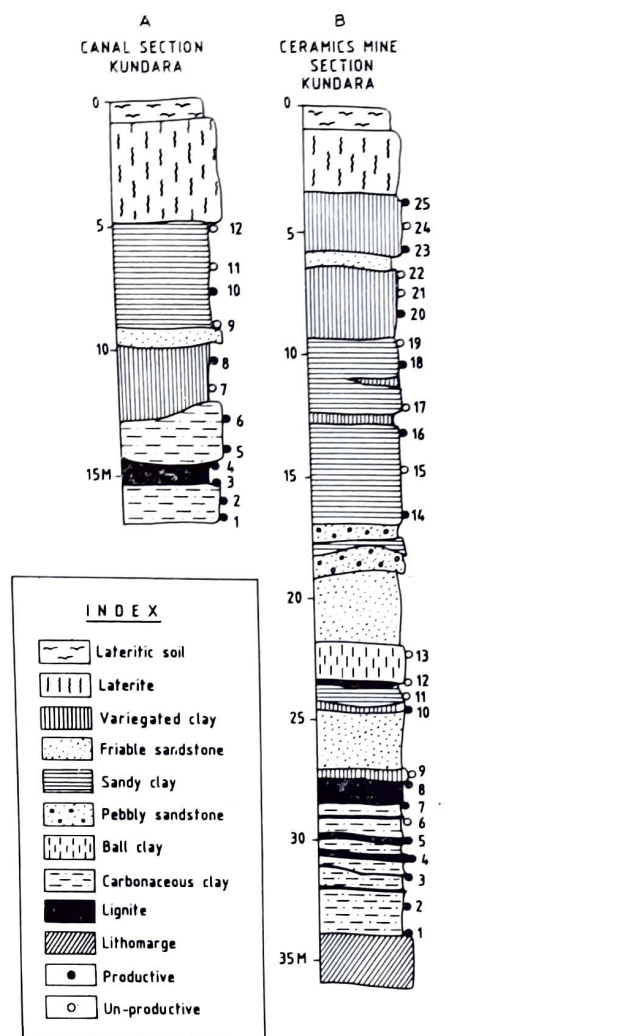 A
CANAL SECTION
KUNDARA
0
5
10
15M
12
11
10
9
8
7
6
5
4
3
2
1
B
CERAMICS MINE
SECTION
KUNDARA
0
5
10
15
20
25
30
35M
25
24
23
22
21
20
19
18
17
16
15
14
13
12
11
10
9
8
7
6
5
4
3
2
1
INDEX
Lateritic soil
Laterite
Variegated clay
Friable sandstone
Sandy clay
Pebbly sandstone
Ball clay
Carbonaceous clay
Lignite
Lithomarge
Productive
Un-productive